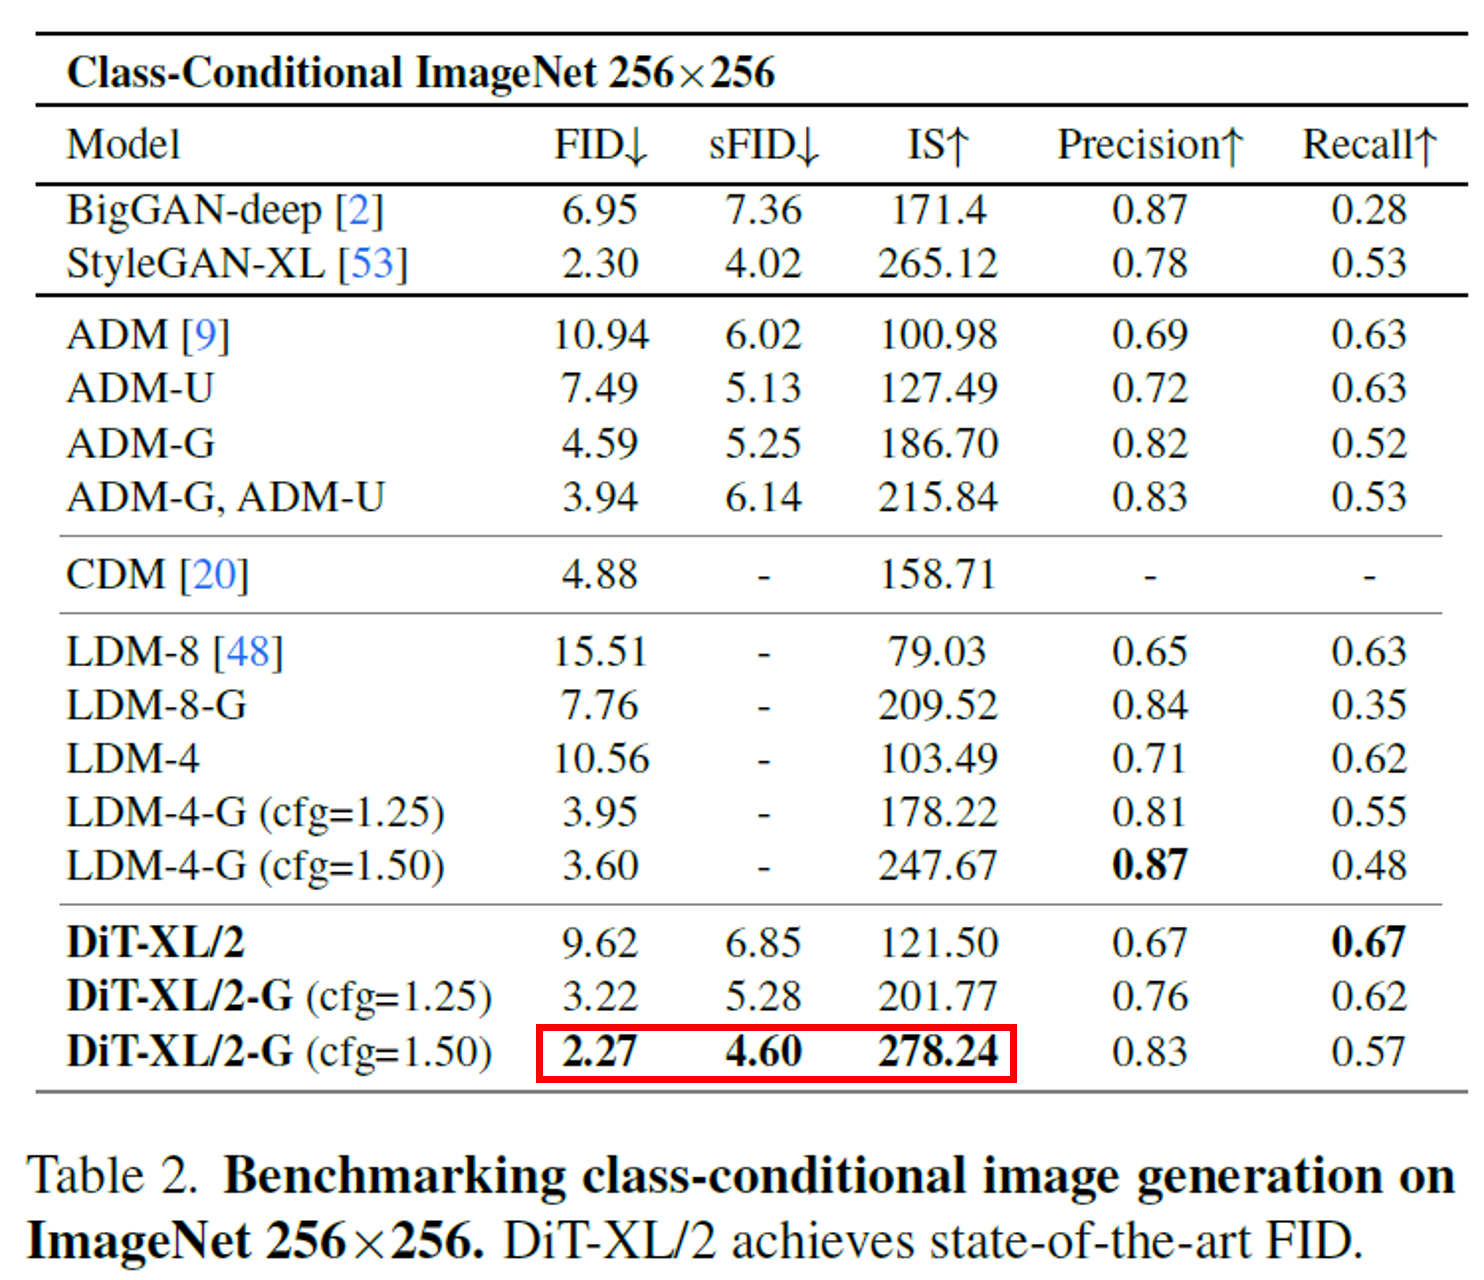 Class-Conditional ImageNet 256×256
Model FID↓ sFID↓ IS↑ Precision↑ Recall↑
BigGAN-deep [2] 6.95 7.36 171.4 0.87 0.28
StyleGAN-XL [53] 2.30 4.02 265.12 0.78 0.53
ADM [9] 10.94 6.02 100.98 0.69 0.63
ADM-U 7.49 5.13 127.49 0.72 0.63
ADM-G 4.59 5.25 186.70 0.82 0.52
ADM-G, ADM-U 3.94 6.14 215.84 0.83 0.53
CDM [20] 4.88 - 158.71 - -
LDM-8 [48] 15.51 - 79.03 0.65 0.63
LDM-8-G 7.76 - 209.52 0.84 0.35
LDM-4 10.56 - 103.49 0.71 0.62
LDM-4-G (cfg=1.25) 3.95 - 178.22 0.81 0.55
LDM-4-G (cfg=1.50) 3.60 - 247.67 0.87 0.48
DiT-XL/2 9.62 6.85 121.50 0.67 0.67
DiT-XL/2-G (cfg=1.25) 3.22 5.28 201.77 0.76 0.62
DiT-XL/2-G (cfg=1.50) 2.27 4.60 278.24 0.83 0.57
Table 2. Benchmarking class-conditional image generation on
ImageNet 256×256. DiT-XL/2 achieves state-of-the-art FID.